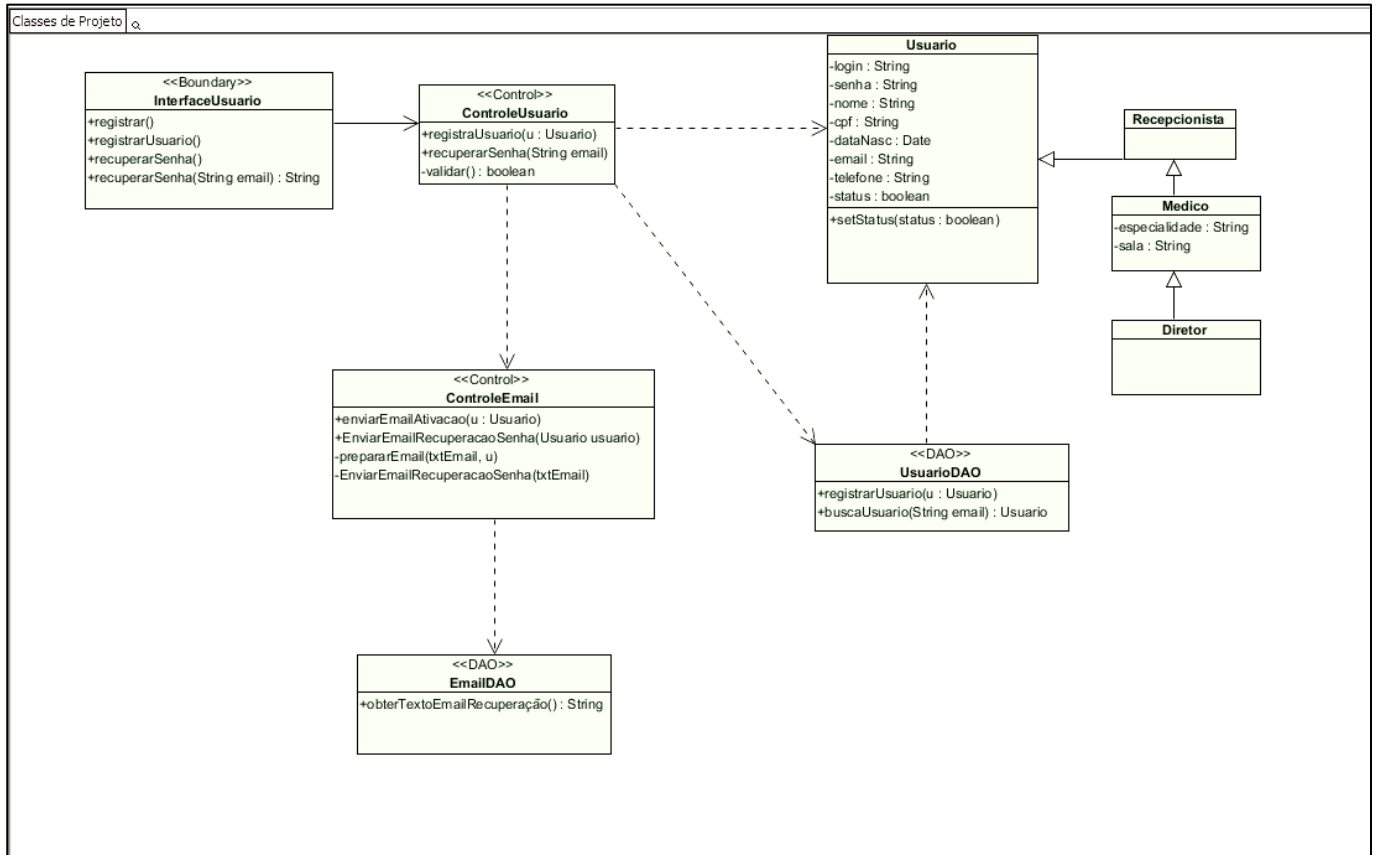 Classes de Projeto
<<Boundary>>
InterfaceUsuario
+registrar()
+registrarUsuario()
+recuperarSenha()
+recuperarSenha(String email) : String
<<Control>>
ControleUsuario
+registraUsuario(u : Usuario)
+recuperarSenha(String email)
-validar() : boolean
Usuario
-login : String
-senha : String
-nome : String
-cpf : String
-dataNasc : Date
-email : String
-telefone : String
-status : boolean
+setStatus(status : boolean)
Recepcionista
Medico
-especialidade : String
-sala : String
Diretor
<<Control>>
ControleEmail
+enviarEmailAtivacao(u : Usuario)
+EnviarEmailRecuperacaoSenha(Usuario usuario)
-prepararEmail(txtEmail, u)
-EnviarEmailRecuperacaoSenha(txtEmail)
<<DAO>>
UsuarioDAO
+registrarUsuario(u : Usuario)
+buscaUsuario(String email) : Usuario
<<DAO>>
EmailDAO
+obterTextoEmailRecuperação() : String